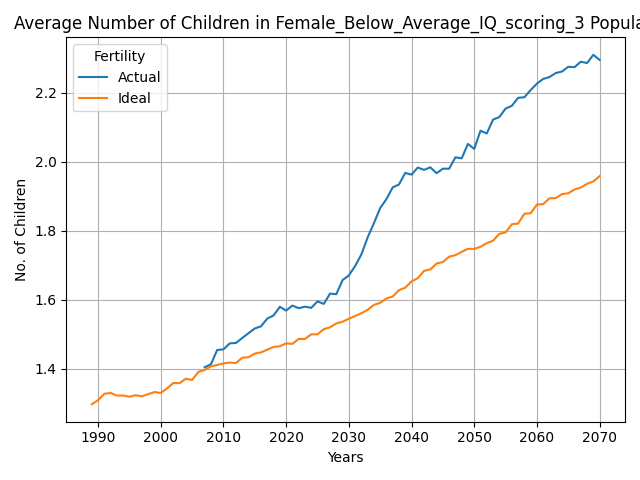 Average Number of Children in Female_Below_Average_IQ_scoring_3 Popula
Fertility
Actual
Ideal
No. of Children
2.2
2.0
1.8
1.6
1.4
1990 2000 2010 2020 2030 2040 2050 2060 2070
Years